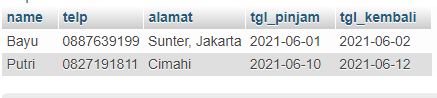 name telp alamat tgl_pinjam tgl_kembali
Bayu 0887639199 Sunter, Jakarta 2021-06-01 2021-06-02
Putri 0827191811 Cimahi 2021-06-10 2021-06-12